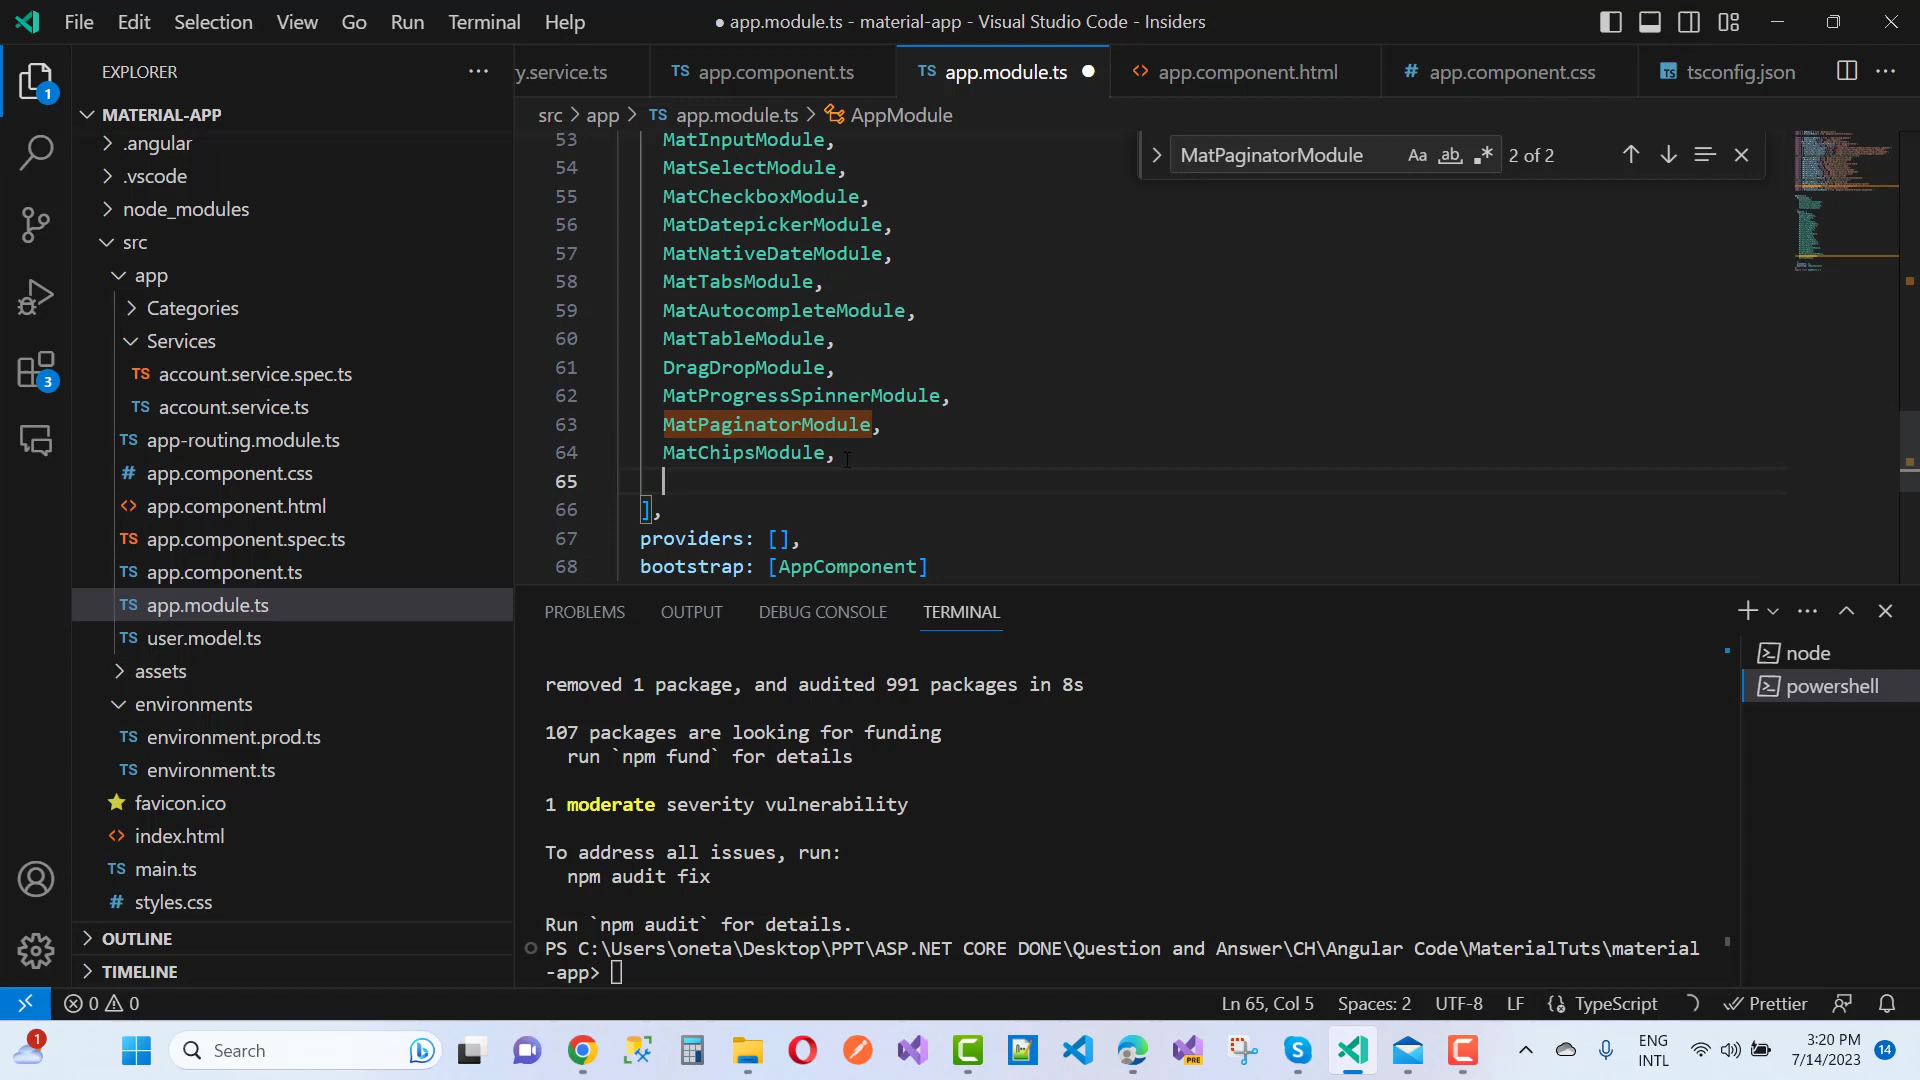 File Edit Selection View Go Run Terminal Help
● app.module.ts - material-app - Visual Studio Code - Insiders
EXPLORER
y.service.ts
TS app.component.ts
TS app.module.ts
<> app.component.html
# app.component.css
tsconfig.json
src > app > TS app.module.ts > AppModule
MatPaginatorModule
Aa ab 2 of 2
MATERIAL-APP
.angular
.vscode
node_modules
src
app
Categories
Services
TS account.service.spec.ts
TS account.service.ts
TS app-routing.module.ts
# app.component.css
<> app.component.html
TS app.component.spec.ts
TS app.component.ts
TS app.module.ts
TS user.model.ts
assets
environments
TS environment.prod.ts
TS environment.ts
favicon.ico
<> index.html
TS main.ts
# styles.css
OUTLINE
TIMELINE
1
3
53 MatInputModule,
54 MatSelectModule,
55 MatCheckboxModule,
56 MatDatepickerModule,
57 MatNativeDateModule,
58 MatTabsModule,
59 MatAutocompleteModule,
60 MatTableModule,
61 DragDropModule,
62 MatProgressSpinnerModule,
63 MatPaginatorModule,
64 MatChipsModule,
65
66 ],
67 providers: [],
68 bootstrap: [AppComponent]
PROBLEMS OUTPUT DEBUG CONSOLE TERMINAL
removed 1 package, and audited 991 packages in 8s
107 packages are looking for funding
run `npm fund` for details
1 moderate severity vulnerability
To address all issues, run:
npm audit fix
Run `npm audit` for details.
PS C:\Users\oneta\Desktop\PPT\ASP.NET CORE DONE\Question and Answer\CH\Angular Code\MaterialTuts\material
-app>
node
powershell
0 0
Ln 65, Col 5 Spaces: 2 UTF-8 LF {} TypeScript Prettier
1
Search
PRE
ENG
INTL
3:20 PM
7/14/2023
14